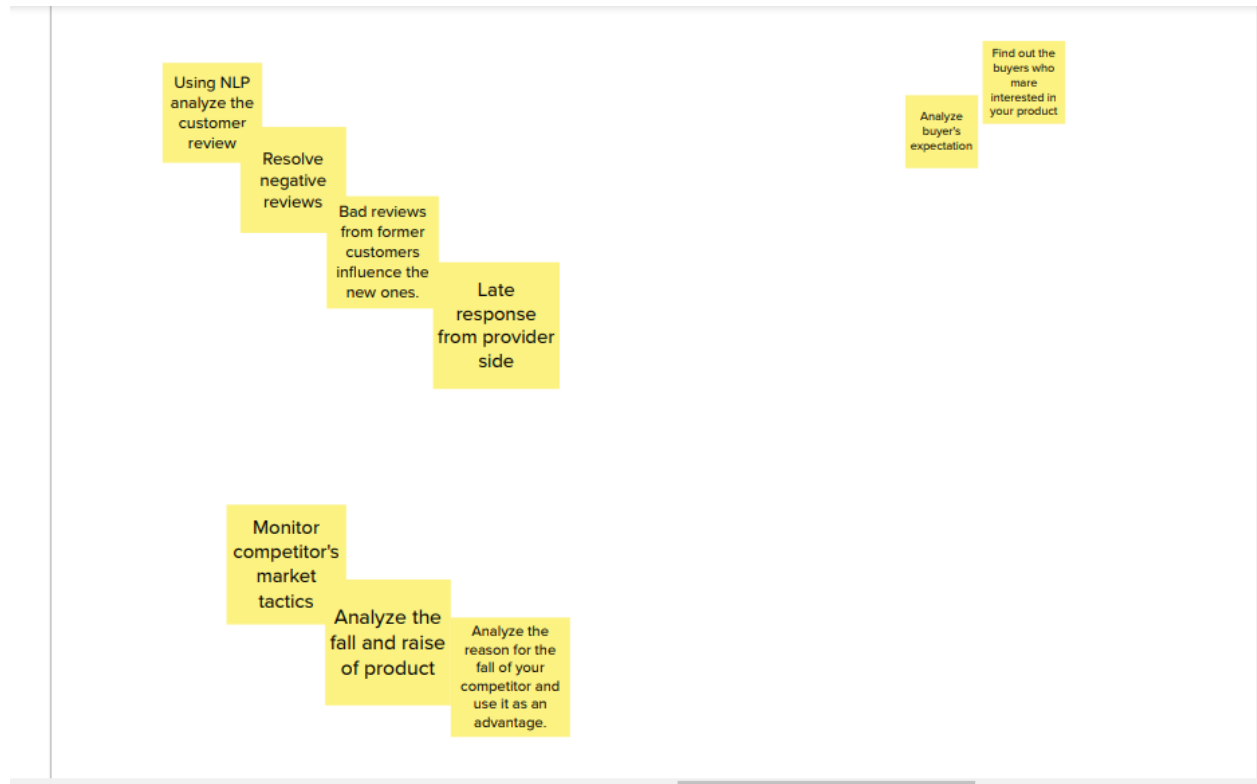 Using NLP
analyze the
customer
review
Resolve
negative
reviews
Bad reviews
from former
customers
influence the
new ones.
Late
response
from provider
side
Find out the
buyers who
mare
interested in
your product
Analyze
buyer's
expectation
Monitor
competitor's
market
tactics
Analyze the
fall and raise
of product
Analyze the
reason for the
fall of your
competitor and
use it as an
advantage.